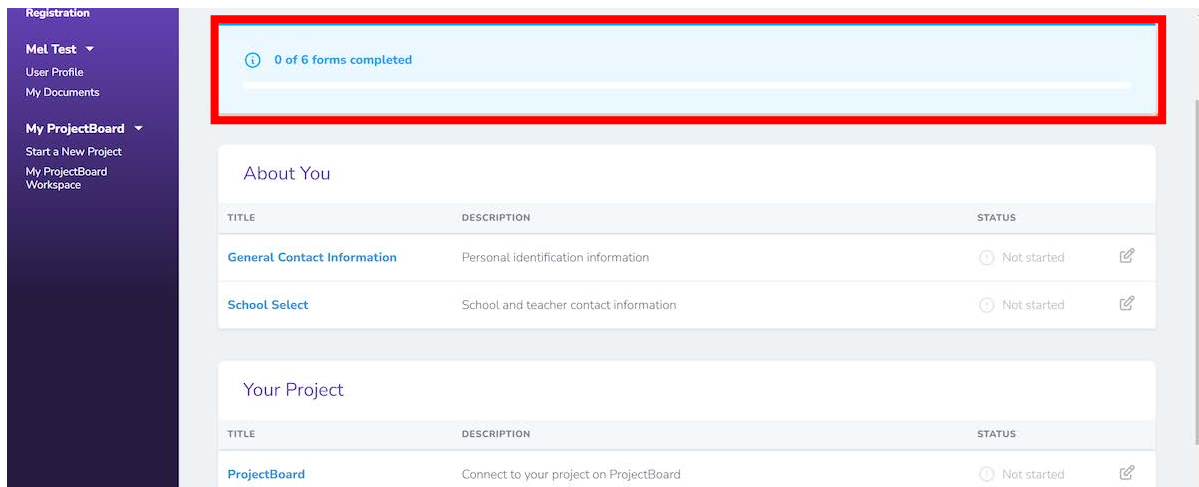 Registration
Mel Test
User Profile
My Documents
My ProjectBoard
Start a New Project
My ProjectBoard
Workspace
0 of 6 forms completed
About You
TITLE DESCRIPTION STATUS
General Contact Information Personal identification information Not started
School Select School and teacher contact information Not started
Your Project
TITLE DESCRIPTION STATUS
ProjectBoard Connect to your project on ProjectBoard Not started